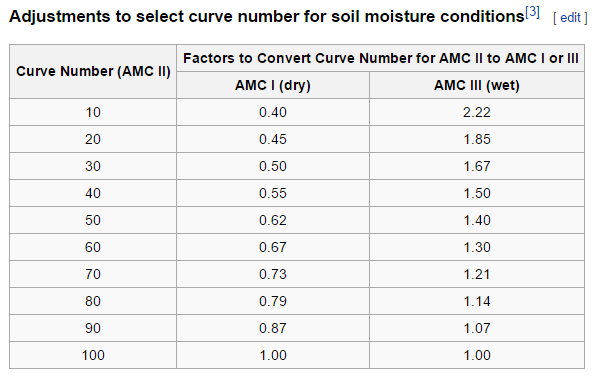 Adjustments to select curve number for soil moisture conditions[3] [ edit ]
Curve Number (AMC II) Factors to Convert Curve Number for AMC II to AMC I or III
AMC I (dry) AMC III (wet)
10 0.40 2.22
20 0.45 1.85
30 0.50 1.67
40 0.55 1.50
50 0.62 1.40
60 0.67 1.30
70 0.73 1.21
80 0.79 1.14
90 0.87 1.07
100 1.00 1.00